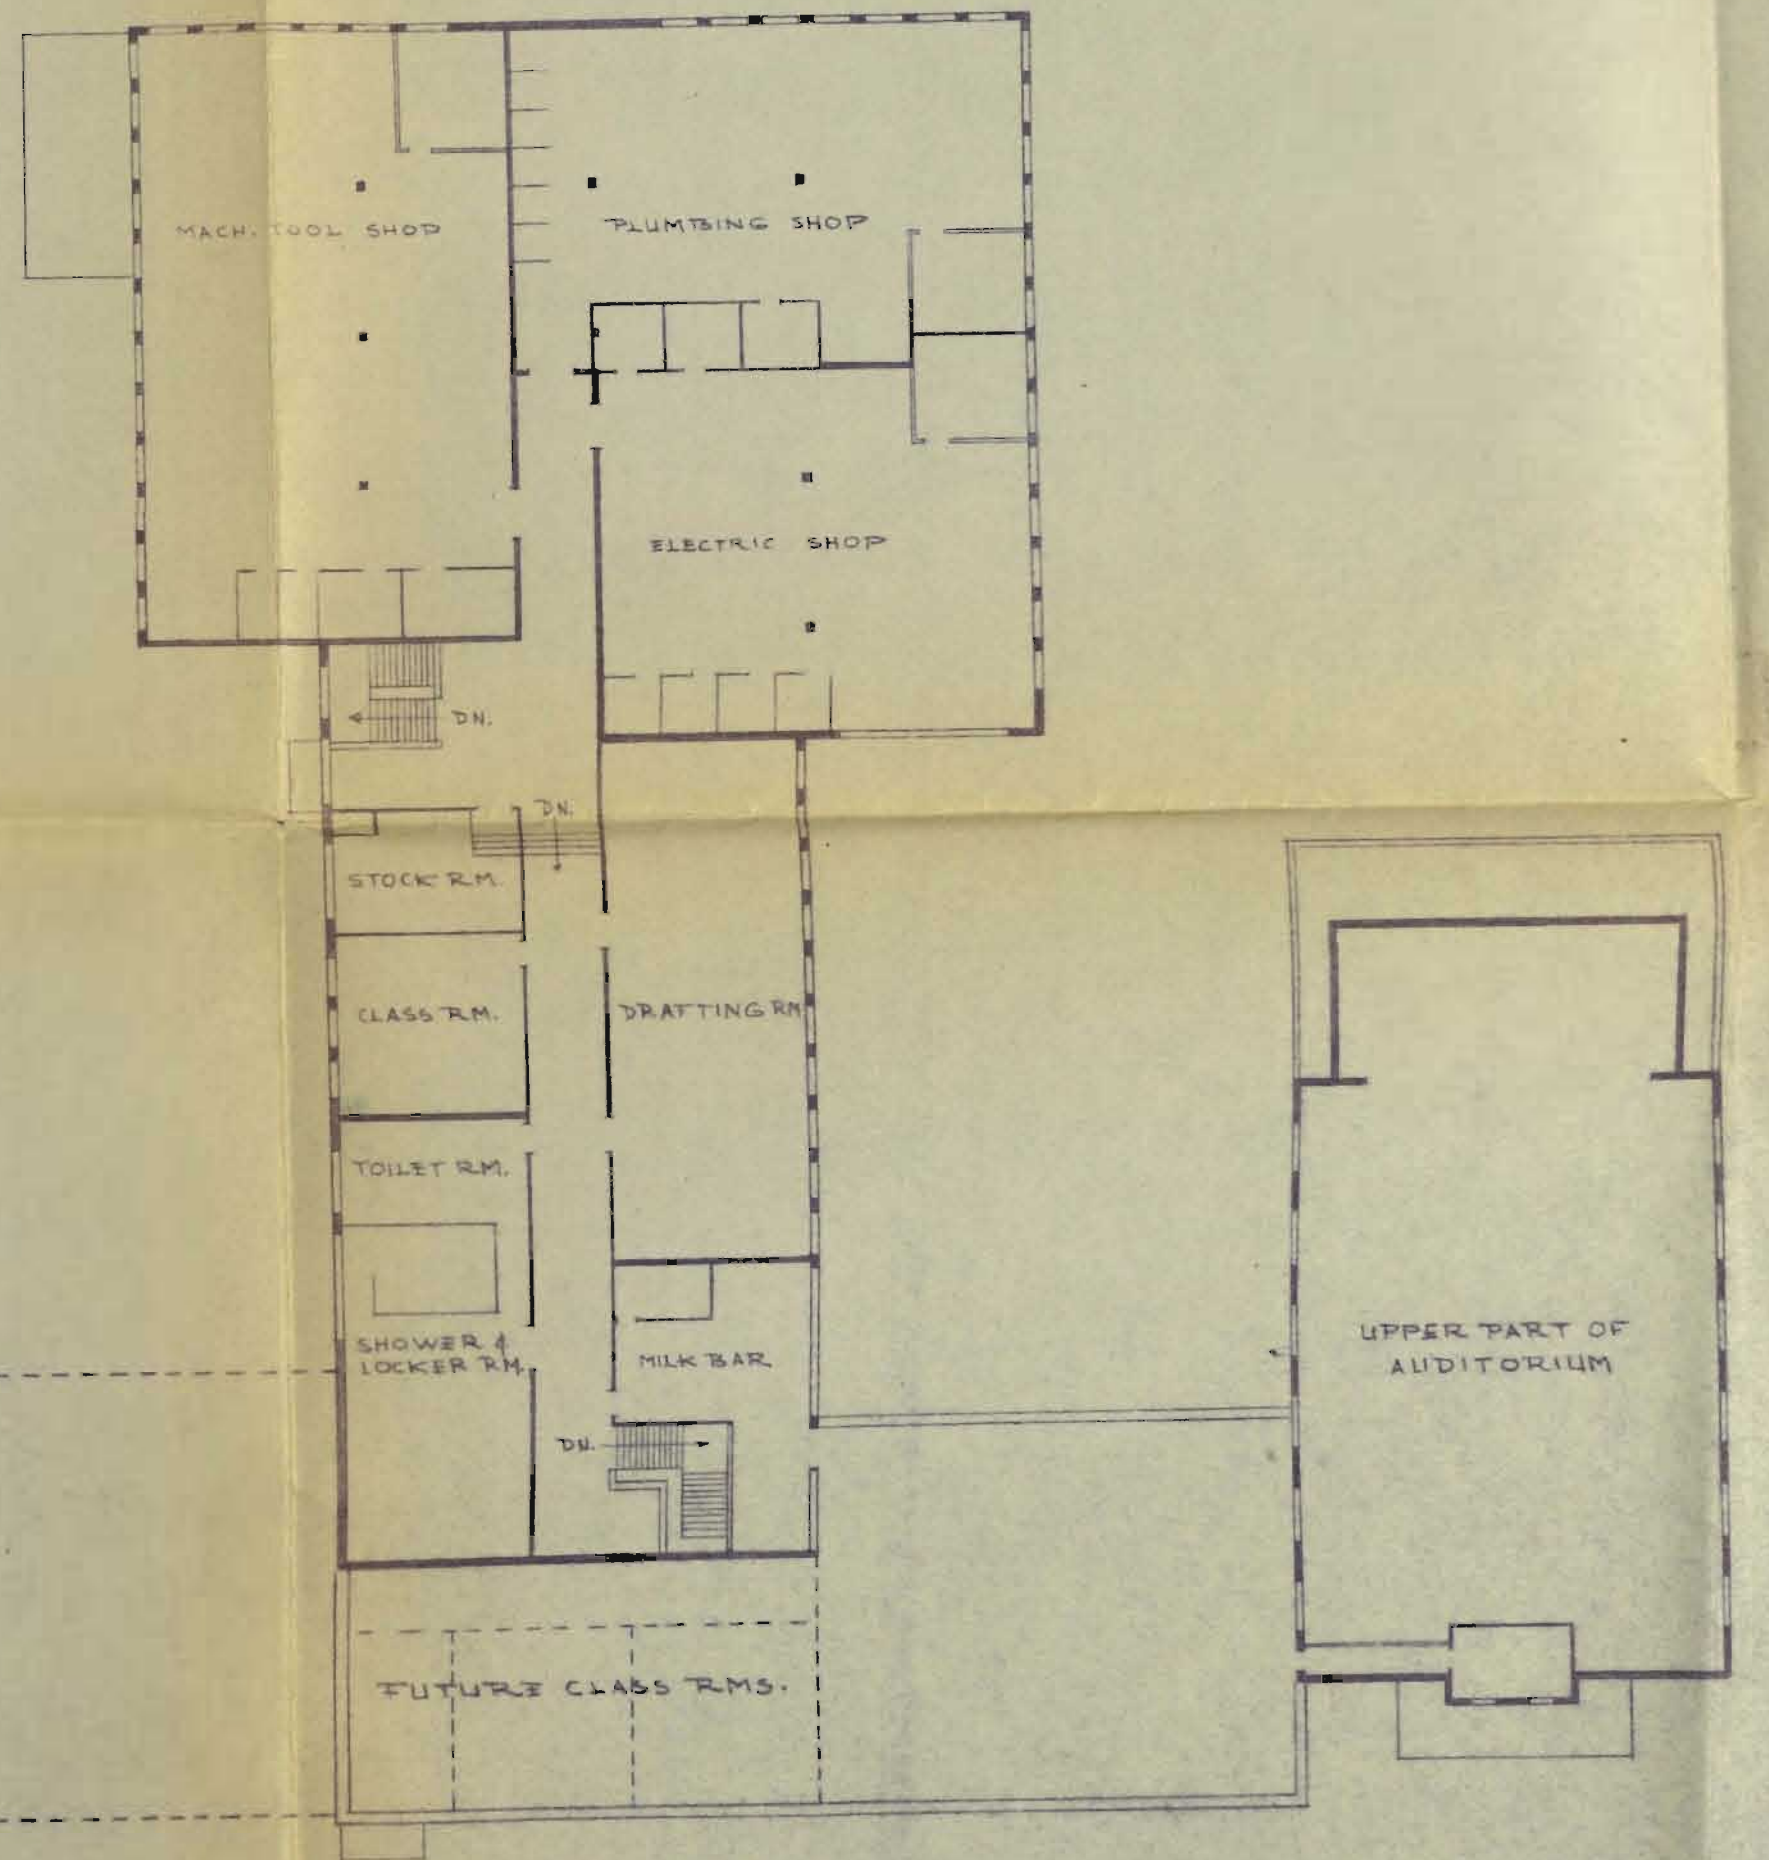 MACH. TOOL SHOP
PLUMBING SHOP
ELECTRIC SHOP
DN.
DN.
STOCK RM.
CLASS RM.
DRAFTING RM
TOILET RM.
SHOWER &
LOCKER RM.
MILK BAR
DN.
UPPER PART OF
AUDITORIUM
FUTURE CLASS RMS.